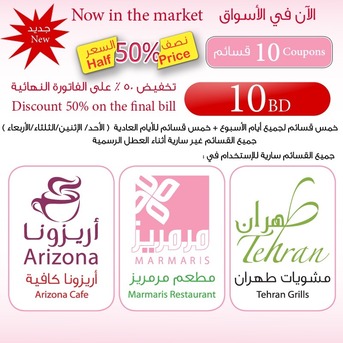 جديد
New
Now in the market
الآن في الأسواق
السعر
Half
50%
نصف
Price
10 قسائم
Coupons
تخفيض ٥٠ ٪ على الفاتورة النهائية
Discount 50% on the final bill
10 BD
خمس قسائم لجميع أيام الأسبوع + خمس قسائم للأيام العادية ( الأحد/ الإثنين/الثلثاء/الأربعاء )
جميع القسائم غير سارية أثناء العطل الرسمية
جميع القسائم سارية للإستخدام في :
أريزونا
Arizona
أريزونا كافية
Arizona Cafe
مرمريز
MARMARIS
مطعم مرمريز
Marmaris Restaurant
طهران
Tehran
مشويات طهران
Tehran Grills